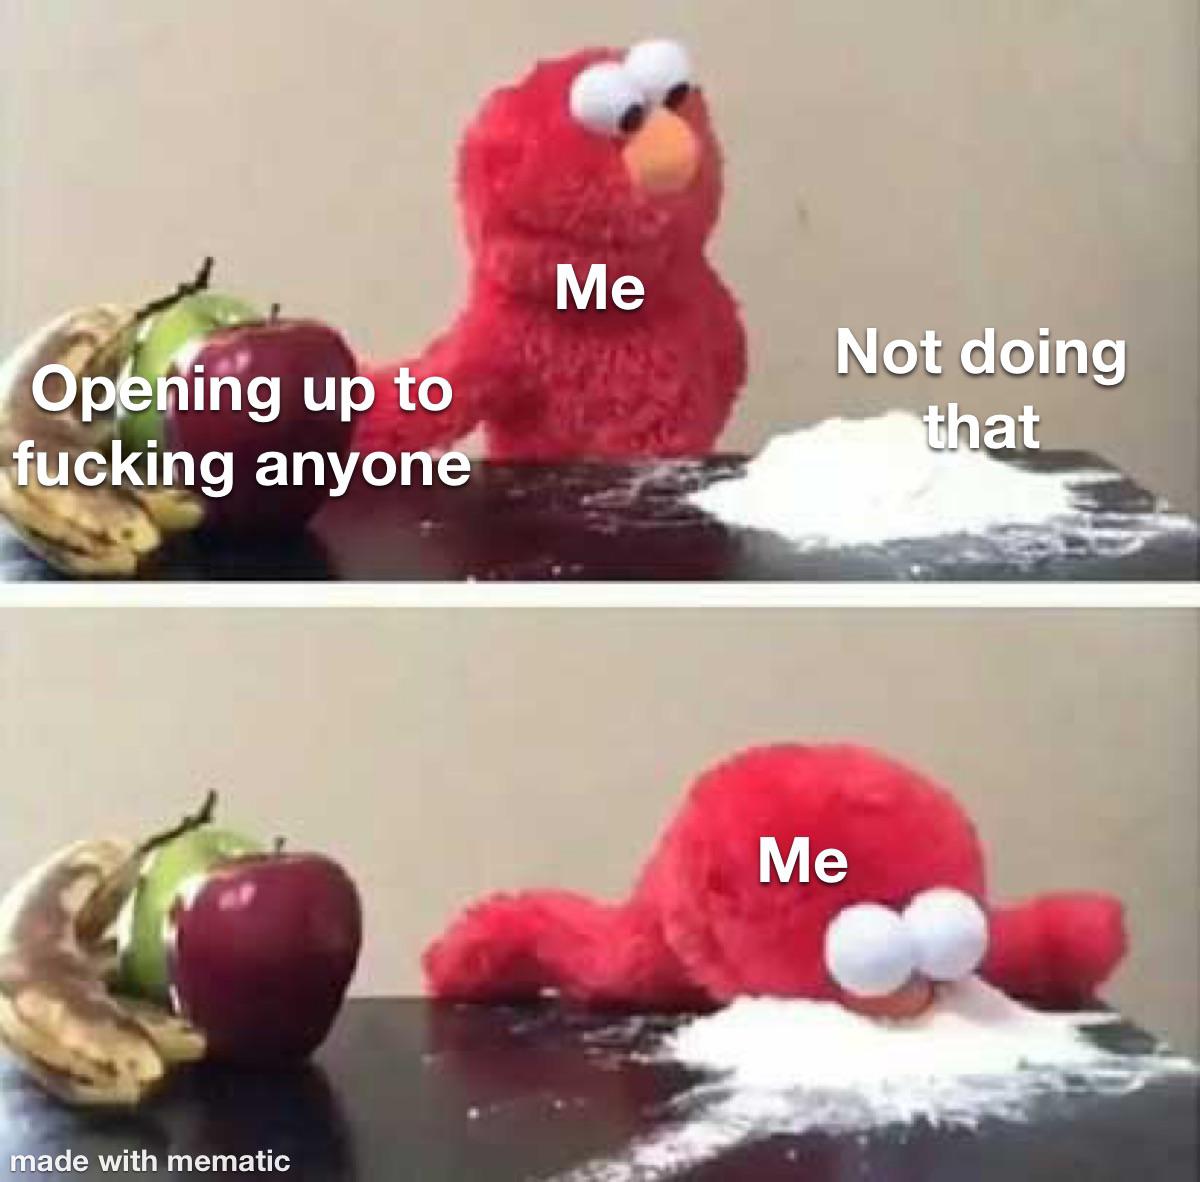 Me
Not doing
that
Opening up to
fucking anyone
Me
made with mematic